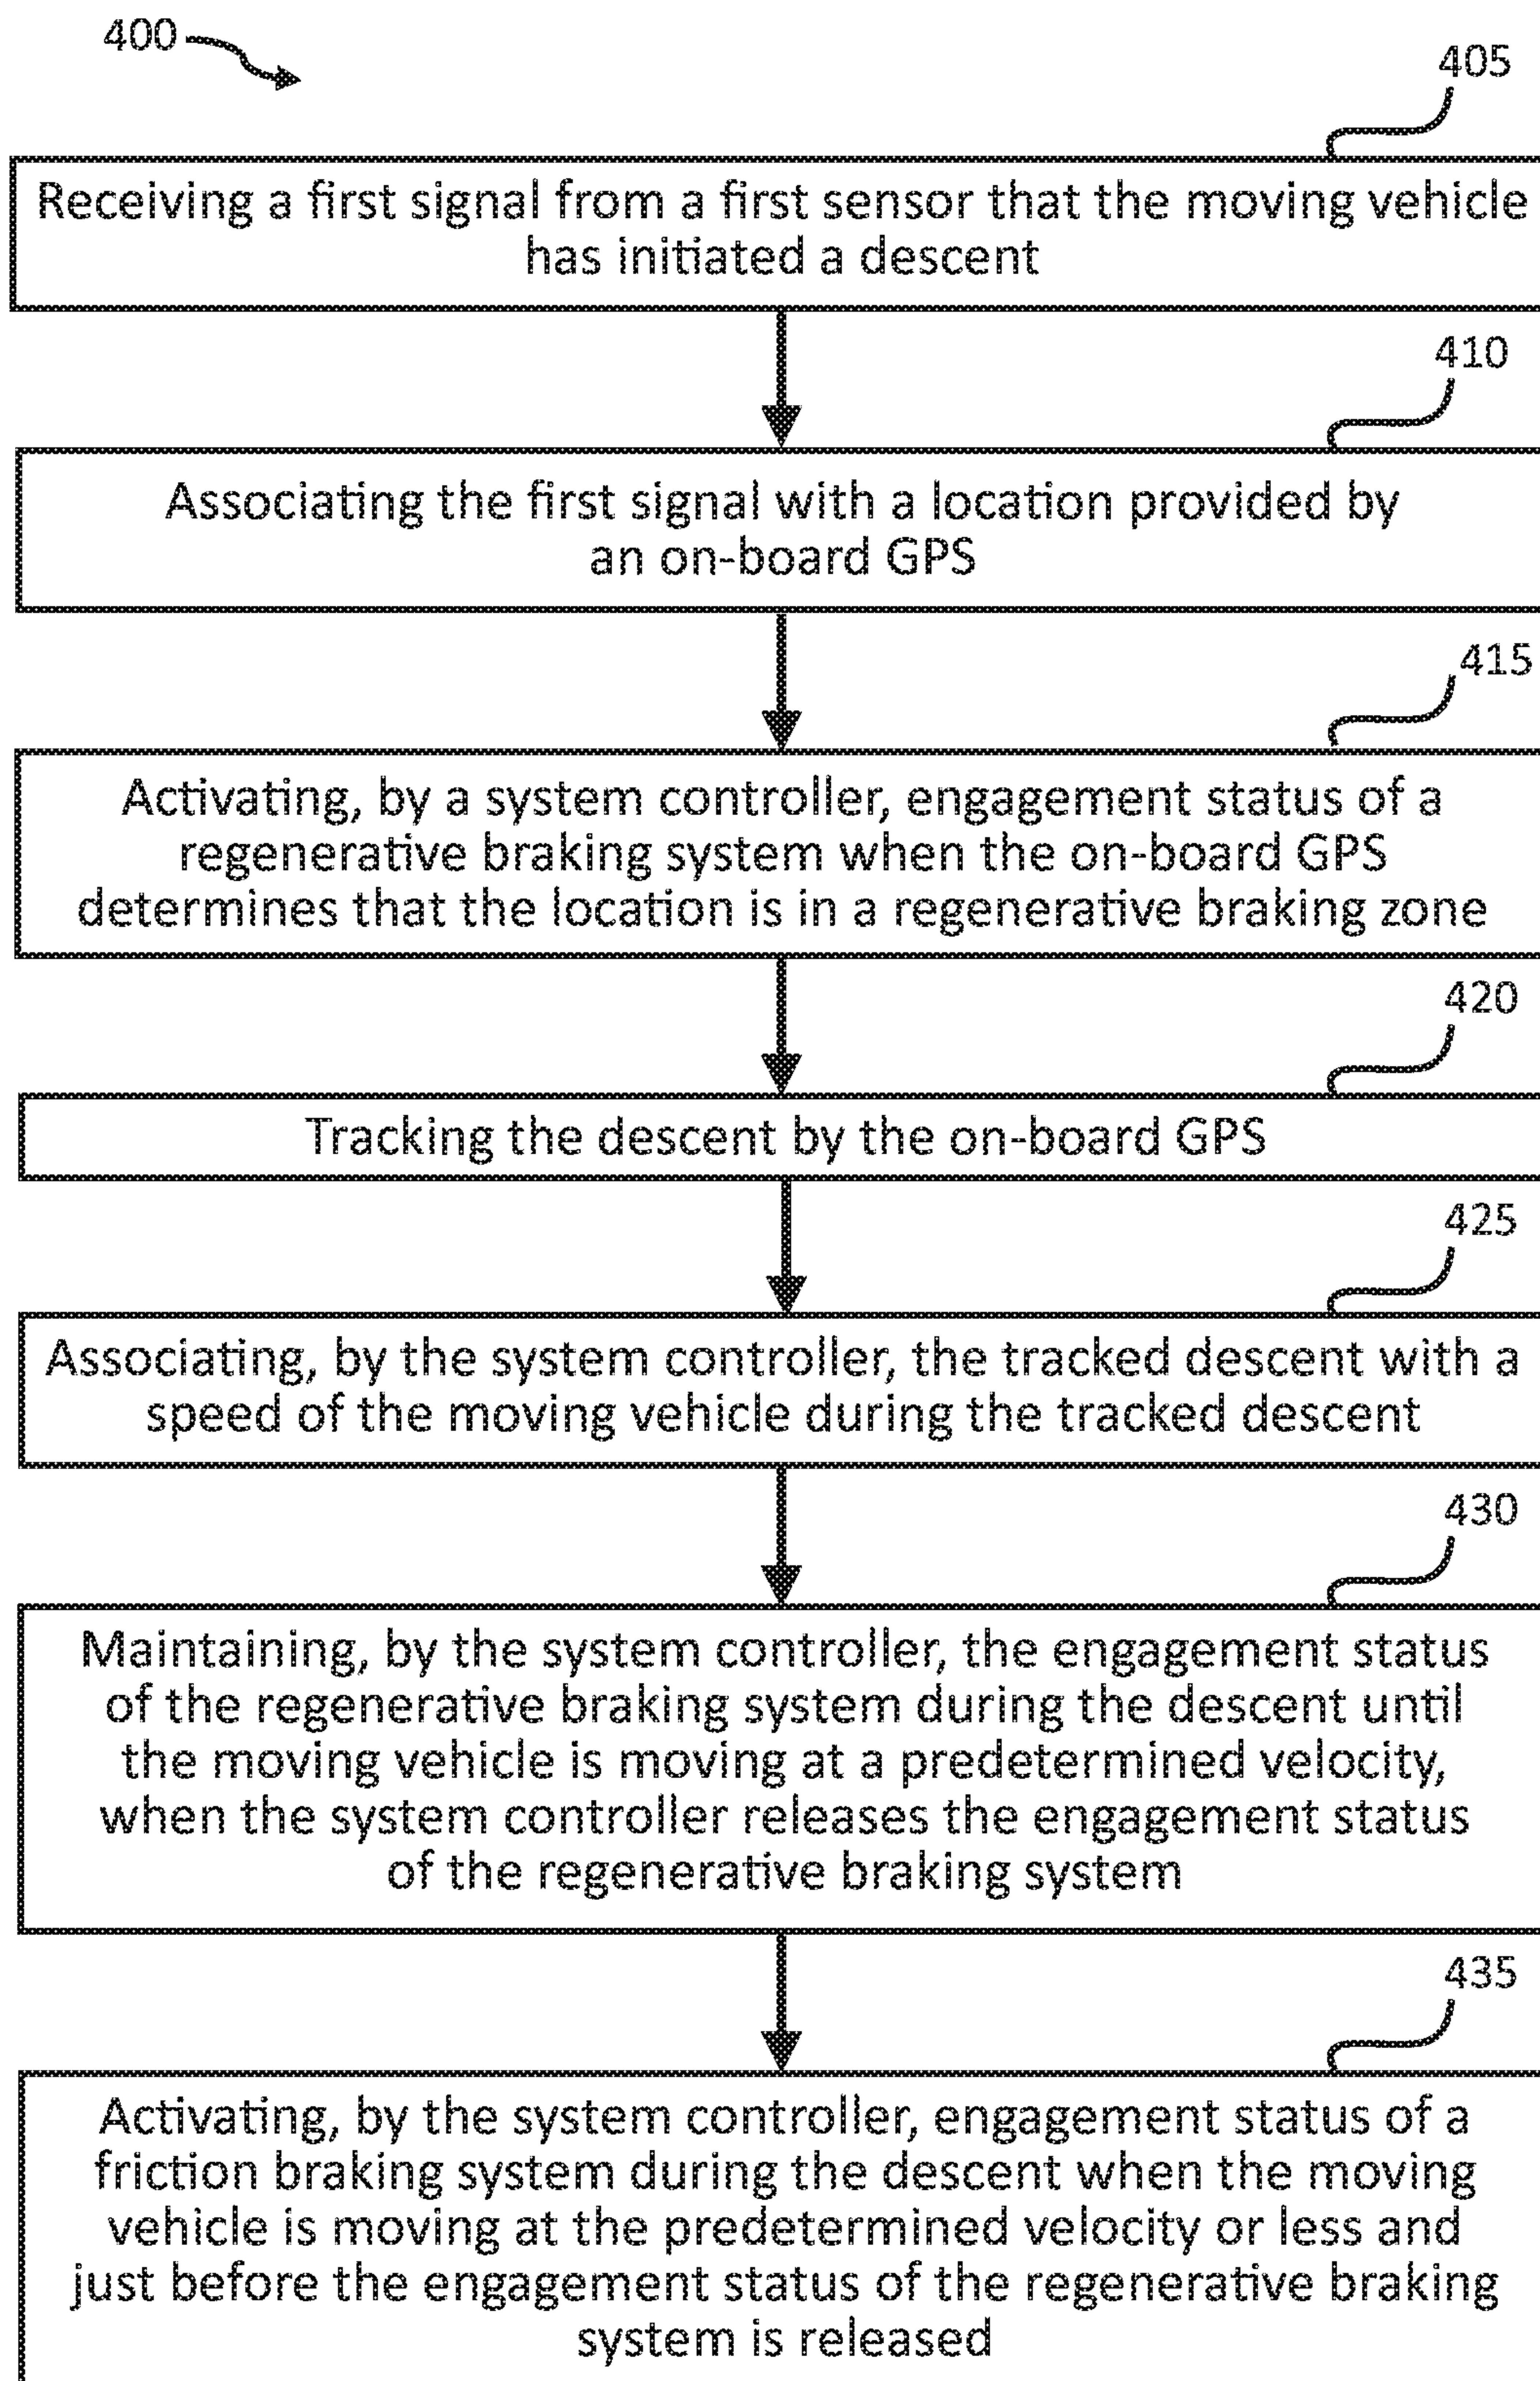 400
405
Receiving a first signal from a first sensor that the moving vehicle
has initiated a descent
410
Associating the first signal with a location provided by
an on-board GPS
415
Activating, by a system controller, engagement status of a
regenerative braking system when the on-board GPS
determines that the location is in a regenerative braking zone
420
Tracking the descent by the on-board GPS
425
Associating, by the system controller, the tracked descent with a
speed of the moving vehicle during the tracked descent
430
Maintaining, by the system controller, the engagement status
of the regenerative braking system during the descent until
the moving vehicle is moving at a predetermined velocity,
when the system controller releases the engagement status
of the regenerative braking system
435
Activating, by the system controller, engagement status of a
friction braking system during the descent when the moving
vehicle is moving at the predetermined velocity or less and
just before the engagement status of the regenerative braking
system is released